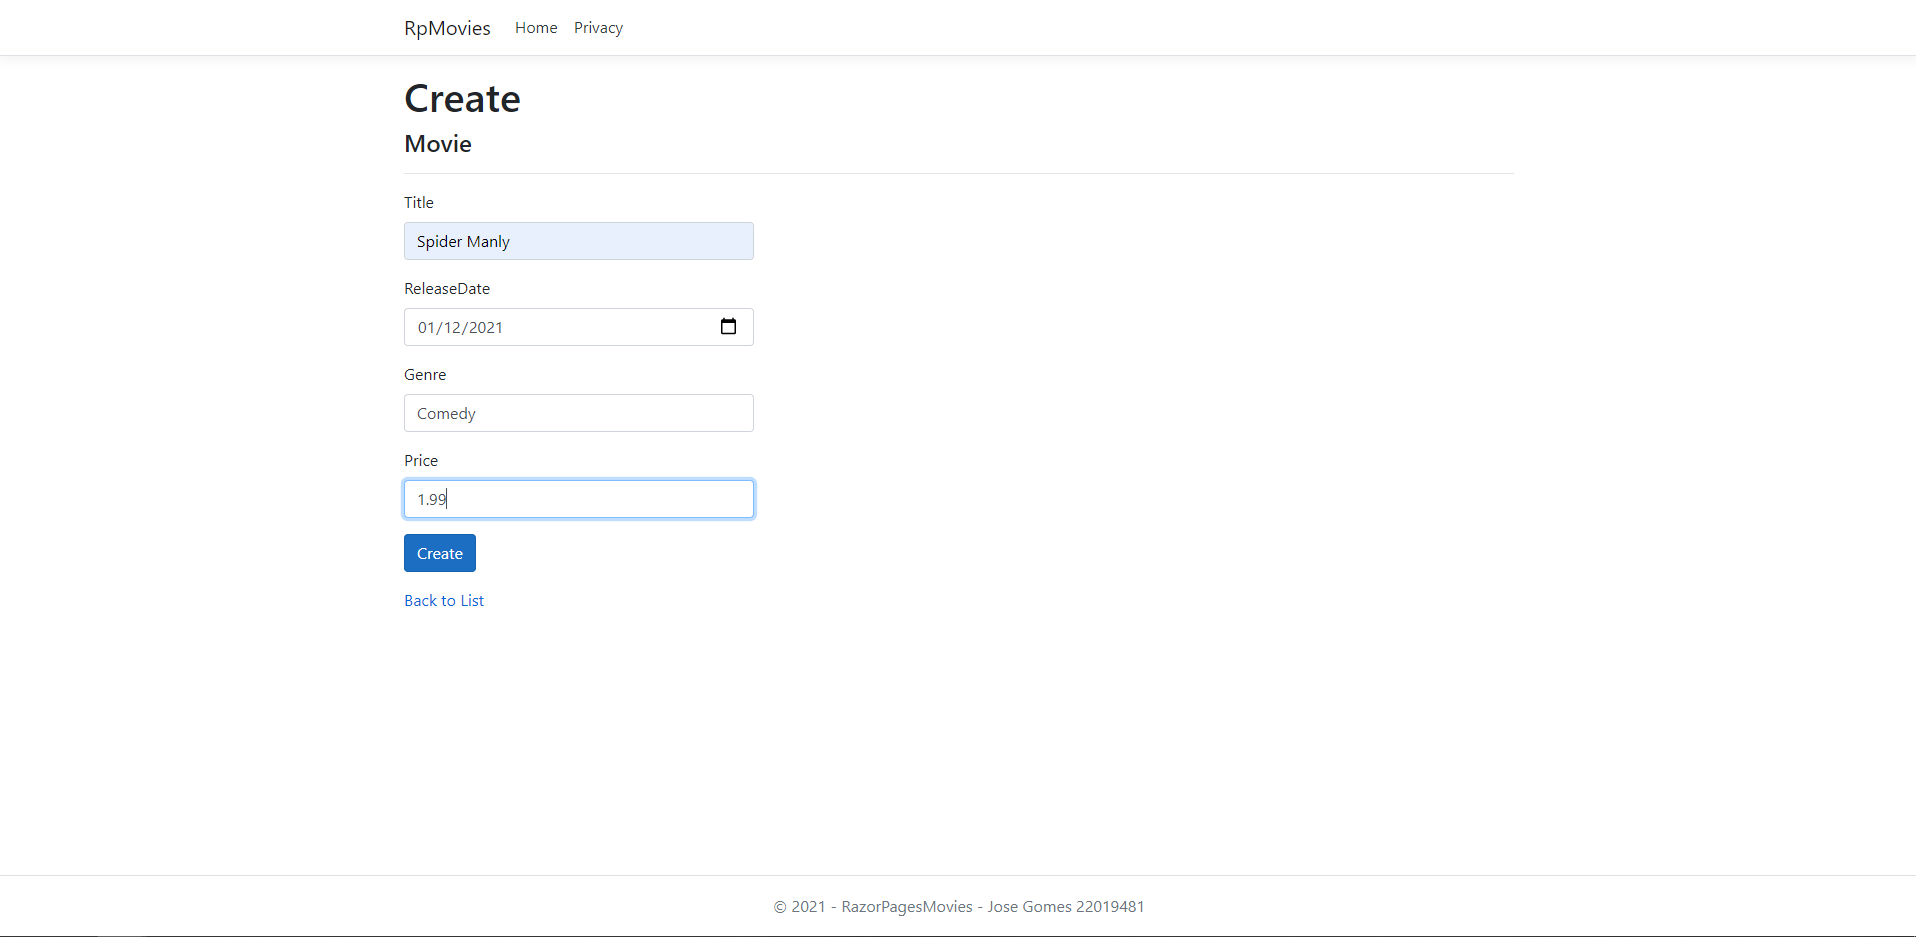 RpMovies Home Privacy
Create
Movie
Title
Spider Manly
ReleaseDate
01/12/2021
Genre
Comedy
Price
1.99
Create
Back to List
© 2021 - RazorPagesMovies - Jose Gomes 22019481